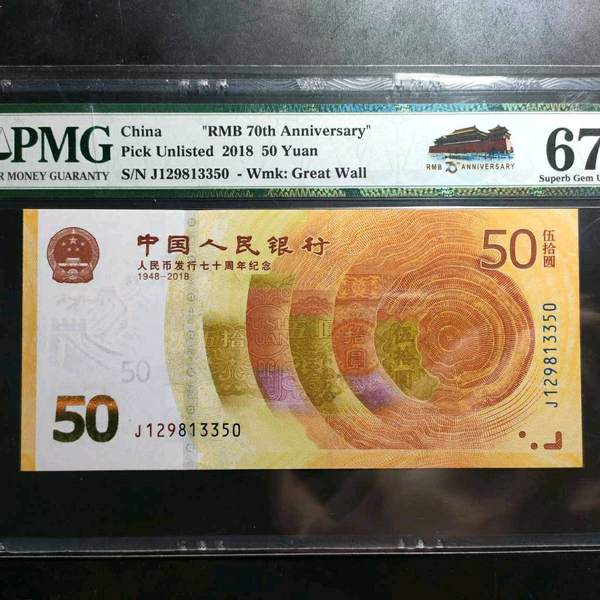 PMG
MONEY GUARANTY
China "RMB 70th Anniversary"
Pick Unlisted 2018 50 Yuan
S/N J129813350 - Wmk: Great Wall
RMB 70th ANNIVERSARY
67
Superb Gem U
中国人民银行
人民币发行七十周年纪念
1948-2018
50
伍拾圆
50
50
J129813350
J129813350